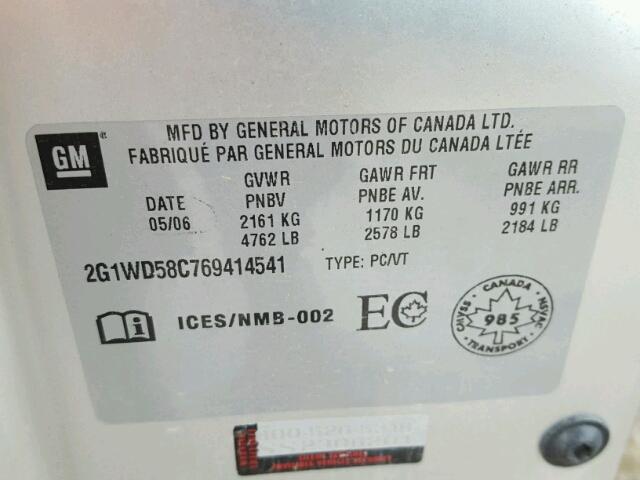 GM
MFD BY GENERAL MOTORS OF CANADA LTD.
FABRIQUÉ PAR GENERAL MOTORS DU CANADA LTÉE
DATE
05/06
GVWR
PNBV
2161 KG
4762 LB
GAWR FRT
PNBE AV.
1170 KG
2578 LB
GAWR RR
PNBE ARR.
991 KG
2184 LB
2G1WD58C769414541 TYPE: PC/VT
ICES/NMB-002
EC
CANADA
CMVSS NSVAC
985
TRANSPORT